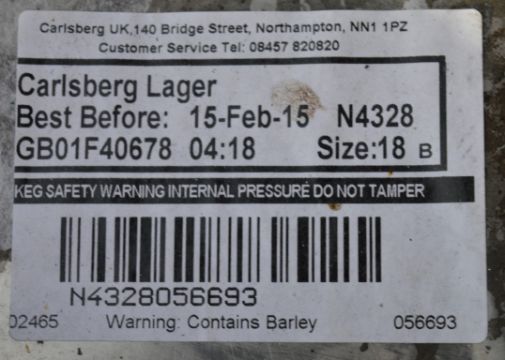 Carlsberg UK,140 Bridge Street, Northampton, NN1 1PZ
Customer Service Tel: 08457 820820
Carlsberg Lager
Best Before: 15-Feb-15 N4328
GB01F40678 04:18 Size:18 B
KEG SAFETY WARNING INTERNAL PRESSURE DO NOT TAMPER
N4328056693
02465 Warning: Contains Barley 056693